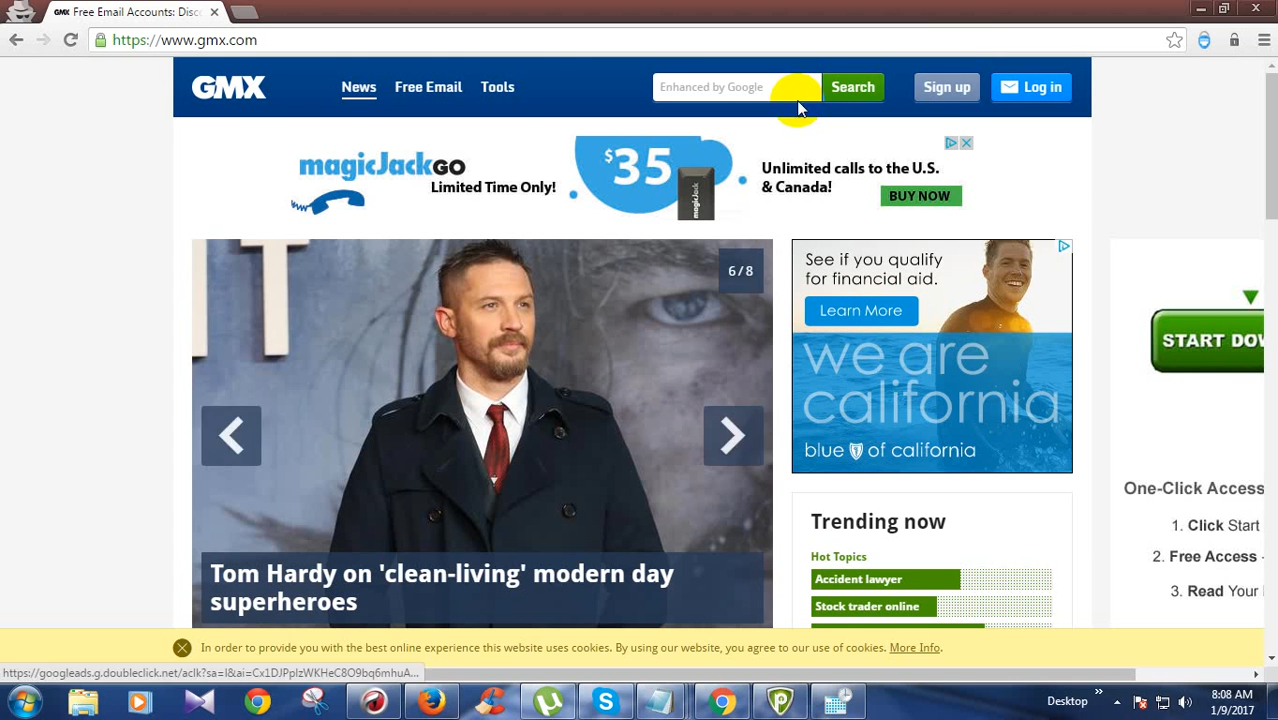 GMX Free Email Accounts: Disc
https://www.gmx.com
GMX
News
Free Email
Tools
Enhanced by Google
Search
Sign up
Log in
magicJackGO
Limited Time Only!
$35
magicJack
Unlimited calls to the U.S.
& Canada!
BUY NOW
T
6/8
Tom Hardy on 'clean-living' modern day
superheroes
See if you qualify
for financial aid.
Learn More
we are
california
blue of california
Trending now
Hot Topics
Accident lawyer
Stock trader online
START DOW
One-Click Access
1. Click Start
2. Free Access -
3. Read Your
In order to provide you with the best online experience this website uses cookies. By using our website, you agree to our use of cookies. More Info.
https://googleads.g.doubleclick.net/aclk?sa=l&ai=Cx1DJPplzWKHeC8O9bq6mhuA...
Desktop
8:08 AM
1/9/2017